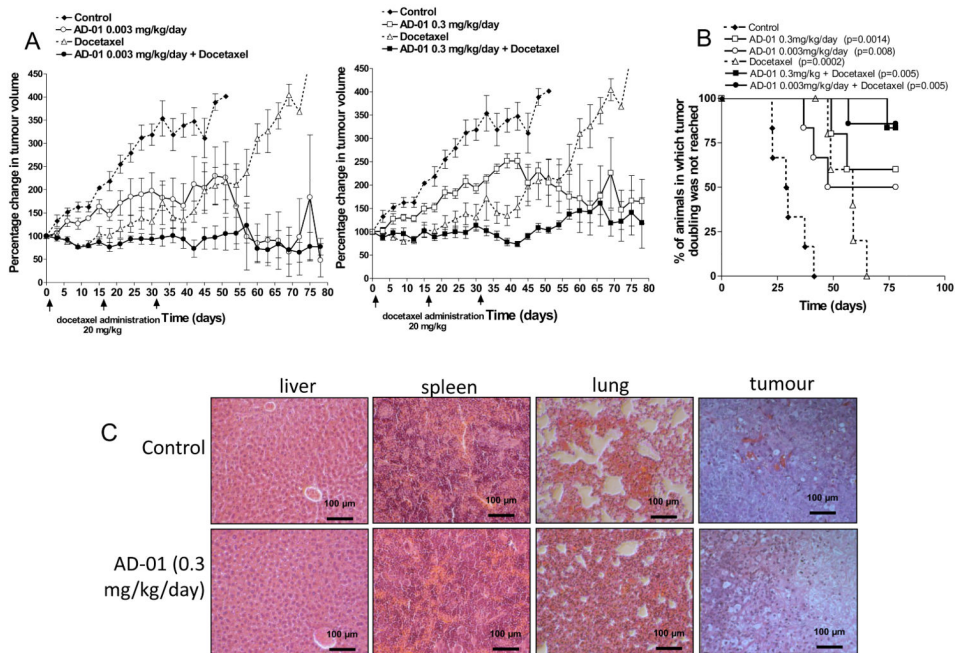 A
Control
AD-01 0.003 mg/kg/day
Docetaxel
AD-01 0.003 mg/kg/day + Docetaxel
Percentage change in tumour volume
450
400
350
300
250
200
150
100
50
0
0 5 10 15 20 25 30 35 40 45 50 55 60 65 70 75 80
docetaxel administration
20 mg/kg
Time (days)
Control
AD-01 0.3 mg/kg/day
Docetaxel
AD-01 0.3 mg/kg/day + Docetaxel
Percentage change in tumour volume
450
400
350
300
250
200
150
100
50
0
0 5 10 15 20 25 30 35 40 45 50 55 60 65 70 75 80
docetaxel administration
20 mg/kg
Time (days)
B
Control
AD-01 0.3mg/kg/day (p=0.0014)
AD-01 0.003mg/kg/day (p=0.008)
Docetaxel (p=0.0002)
AD-01 0.3mg/kg + Docetaxel (p=0.005)
AD-01 0.003mg/kg/day + Docetaxel (p=0.005)
% of animals in which tumor
doubling was not reached
100
75
50
25
0
0 25 50 75 100
Time (days)
C
liver spleen lung tumour
Control
100 µm 100 µm 100 µm 100 µm
AD-01 (0.3
mg/kg/day)
100 µm 100 µm 100 µm 100 µm